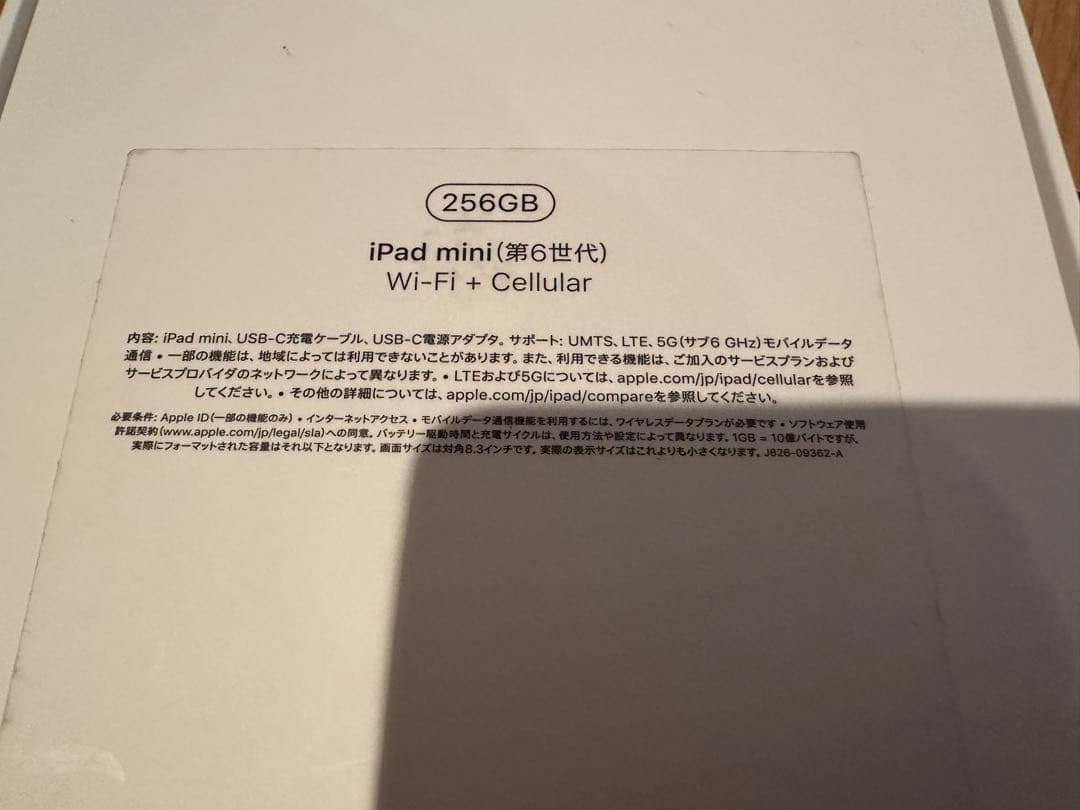 256GB
iPad mini（第6世代）
Wi-Fi + Cellular
内容: iPad mini、USB-C充電ケーブル、USB-C電源アダプタ。サポート: UMTS、LTE、5G（サブ6 GHz）モバイルデータ
通信 • 一部の機能は、地域によっては利用できないことがあります。また、利用できる機能は、ご加入のサービスプランおよび
サービスプロバイダのネットワークによって異なります。• LTEおよび5Gについては、apple.com/jp/ipad/cellularを参照
してください。• その他の詳細については、apple.com/jp/ipad/compareを参照してください。
必要条件: Apple ID（一部の機能のみ） • インターネットアクセス • モバイルデータ通信機能を利用するには、ワイヤレスデータプランが必要です • ソフトウェア使用
許諾契約（www.apple.com/jp/legal/sla）への同意。バッテリー駆動時間と充電サイクルは、使用方法や設定によって異なります。1GB = 10億バイトですが、
実際にフォーマットされた容量はそれ以下となります。画面サイズは対角8.3インチです。実際の表示サイズはこれよりも小さくなります。J826-09362-A